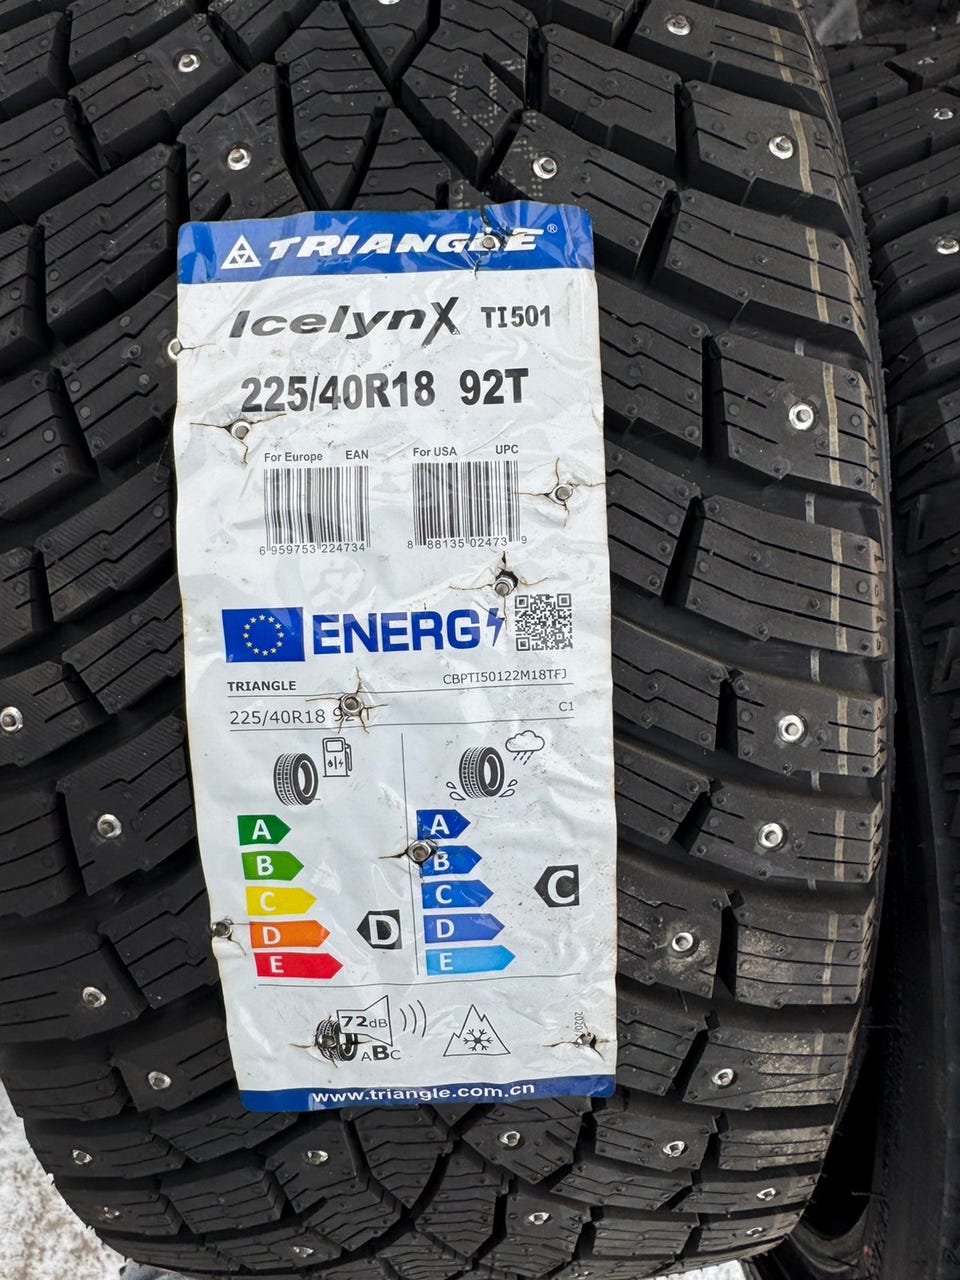 TRIANGLE®
IcelynX TI501
225/40R18 92T
For Europe EAN For USA UPC
6 959753 224734 8 88135 02473 9
ENERG
TRIANGLE CBPTI50122M18TFJ
225/40R18 C1
A A
B B
C C C
D D D
E E
72dB
ABC
www.triangle.com.cn